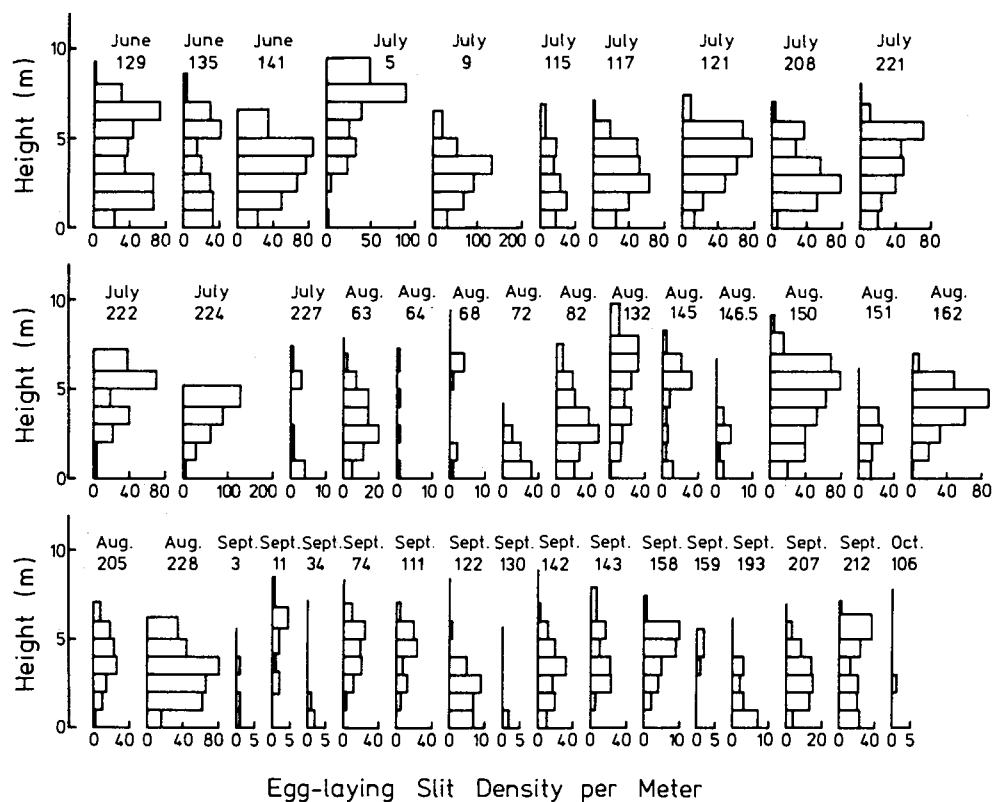 June June June July July July July July July July
129 135 141 5 9 115 117 121 208 221
10
5
0
Height (m)
0 40 80 0 40 0 40 80 0 50 100 0 100 200 0 40 0 40 0 40 80 0 40 80 0 40 80
July July July Aug. Aug. Aug. Aug. Aug. Aug. Aug. Aug. Aug. Aug. Aug.
222 224 227 63 64 68 72 82 132 145 146.5 150 151 162
10
5
0
Height (m)
0 40 80 0 100 200 0 10 0 20 0 10 0 10 0 40 0 40 0 40 0 40 0 10 0 40 80 0 40 0 40 80
Aug. Aug. Sept. Sept. Sept. Sept. Sept. Sept. Sept. Sept. Sept. Sept. Sept. Sept. Sept. Sept. Oct.
205 228 3 11 34 74 111 122 130 142 143 158 159 193 207 212 106
10
5
0
Height (m)
0 40 0 40 80 0 5 0 5 0 5 0 40 0 40 0 10 0 5 0 40 0 40 0 10 0 5 0 10 0 20 0 40 0 5
Egg-laying Slit Density per Meter